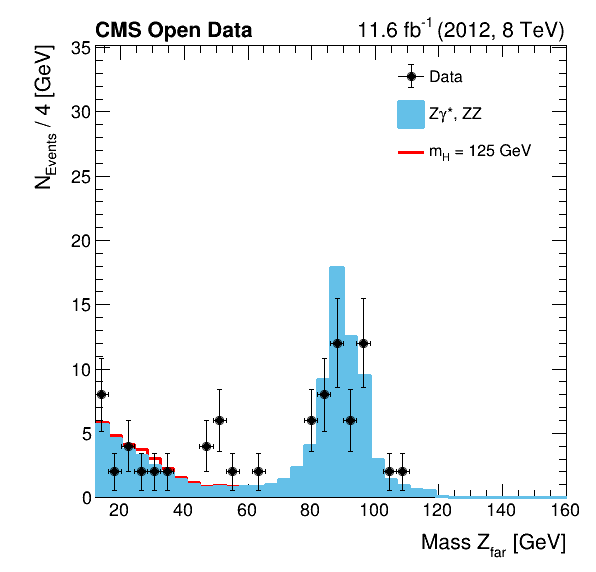 CMS Open Data 11.6 fb⁻¹ (2012, 8 TeV)
N_Events / 4 [GeV]
35
30
25
20
15
10
5
0
Data
Zγ*, ZZ
m_H = 125 GeV
20 40 60 80 100 120 140 160
Mass Z_far [GeV]